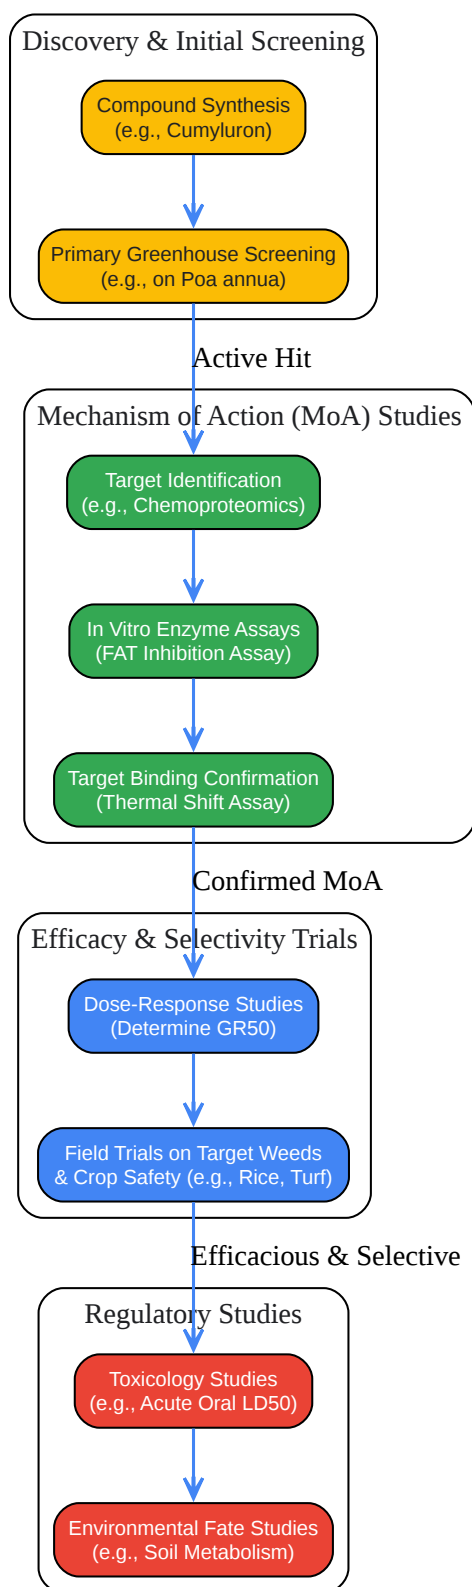 Discovery & Initial Screening
Compound Synthesis
(e.g., Cumyluron)
Primary Greenhouse Screening
(e.g., on Poa annua)
Active Hit
Mechanism of Action (MoA) Studies
Target Identification
(e.g., Chemoproteomics)
In Vitro Enzyme Assays
(FAT Inhibition Assay)
Target Binding Confirmation
(Thermal Shift Assay)
Confirmed MoA
Efficacy & Selectivity Trials
Dose-Response Studies
(Determine GR50)
Field Trials on Target Weeds
& Crop Safety (e.g., Rice, Turf)
Efficacious & Selective
Regulatory Studies
Toxicology Studies
(e.g., Acute Oral LD50)
Environmental Fate Studies
(e.g., Soil Metabolism)